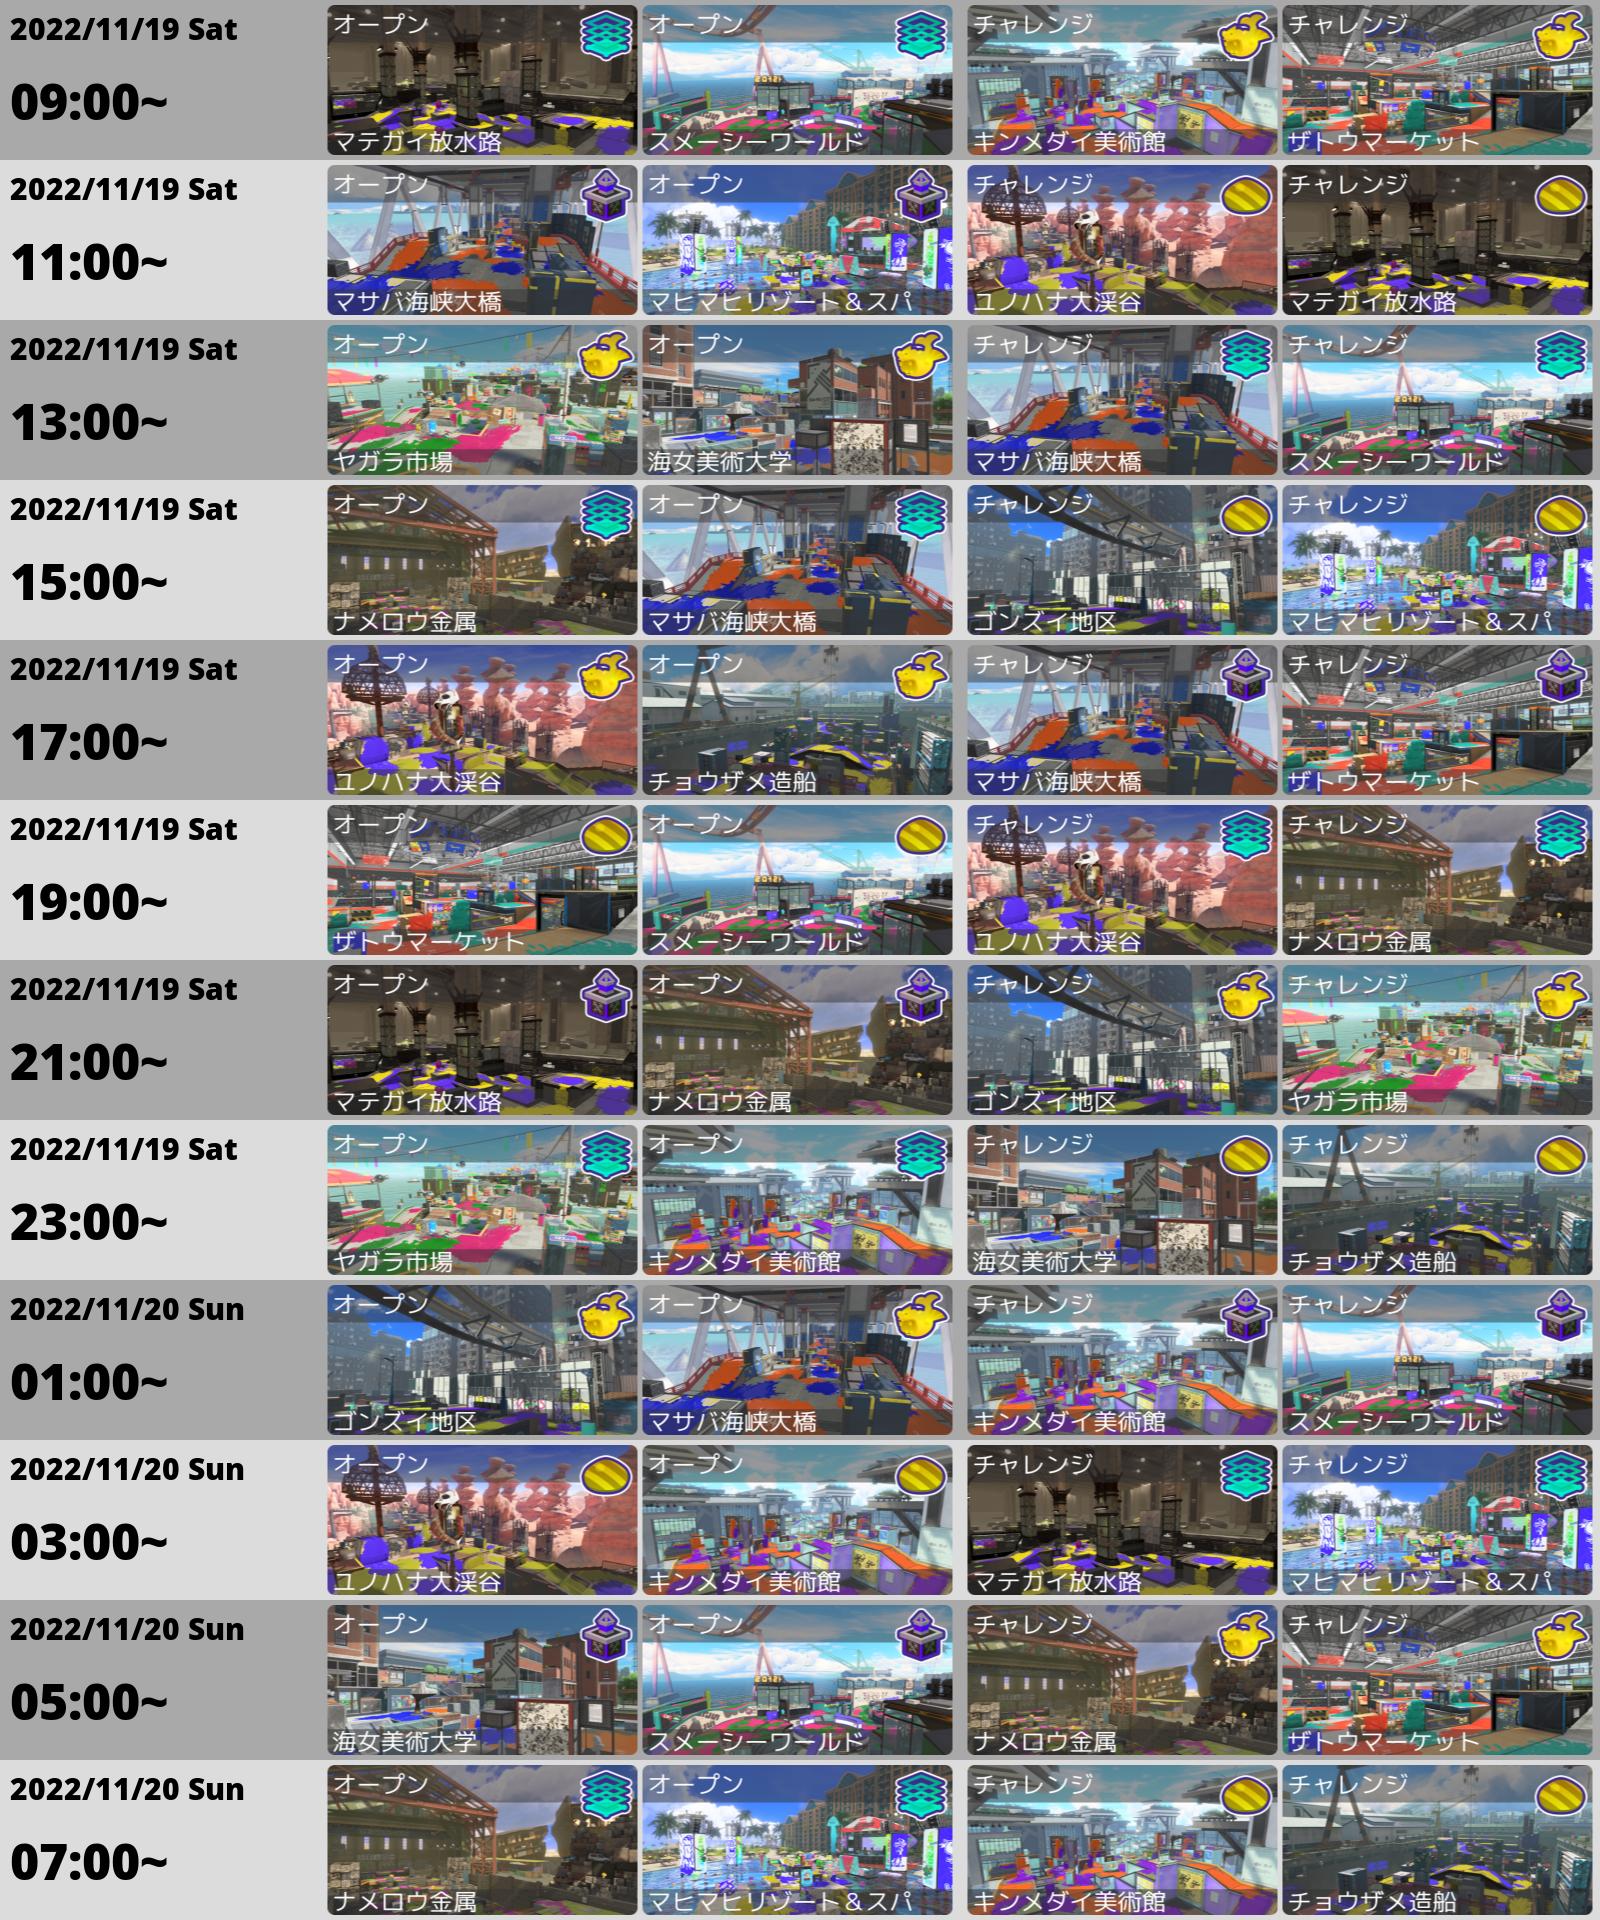 2022/11/19 Sat
09:00~
オープン
マテガイ放水路
オープン
スメーシーワールド
チャレンジ
キンメダイ美術館
チャレンジ
ザトウマーケット
2022/11/19 Sat
11:00~
オープン
マサバ海峡大橋
オープン
マヒマヒリゾート＆スパ
チャレンジ
ユノハナ大渓谷
チャレンジ
マテガイ放水路
2022/11/19 Sat
13:00~
オープン
ヤガラ市場
オープン
海女美術大学
チャレンジ
マサバ海峡大橋
チャレンジ
スメーシーワールド
2022/11/19 Sat
15:00~
オープン
ナメロウ金属
オープン
マサバ海峡大橋
チャレンジ
ゴンズイ地区
チャレンジ
マヒマヒリゾート＆スパ
2022/11/19 Sat
17:00~
オープン
ユノハナ大渓谷
オープン
チョウザメ造船
チャレンジ
マサバ海峡大橋
チャレンジ
ザトウマーケット
2022/11/19 Sat
19:00~
オープン
ザトウマーケット
オープン
スメーシーワールド
チャレンジ
ユノハナ大渓谷
チャレンジ
ナメロウ金属
2022/11/19 Sat
21:00~
オープン
マテガイ放水路
オープン
ナメロウ金属
チャレンジ
ゴンズイ地区
チャレンジ
ヤガラ市場
2022/11/19 Sat
23:00~
オープン
ヤガラ市場
オープン
キンメダイ美術館
チャレンジ
海女美術大学
チャレンジ
チョウザメ造船
2022/11/20 Sun
01:00~
オープン
ゴンズイ地区
オープン
マサバ海峡大橋
チャレンジ
キンメダイ美術館
チャレンジ
スメーシーワールド
2022/11/20 Sun
03:00~
オープン
ユノハナ大渓谷
オープン
キンメダイ美術館
チャレンジ
マテガイ放水路
チャレンジ
マヒマヒリゾート＆スパ
2022/11/20 Sun
05:00~
オープン
海女美術大学
オープン
スメーシーワールド
チャレンジ
ナメロウ金属
チャレンジ
ザトウマーケット
2022/11/20 Sun
07:00~
オープン
ナメロウ金属
オープン
マヒマヒリゾート＆スパ
チャレンジ
キンメダイ美術館
チャレンジ
チョウザメ造船